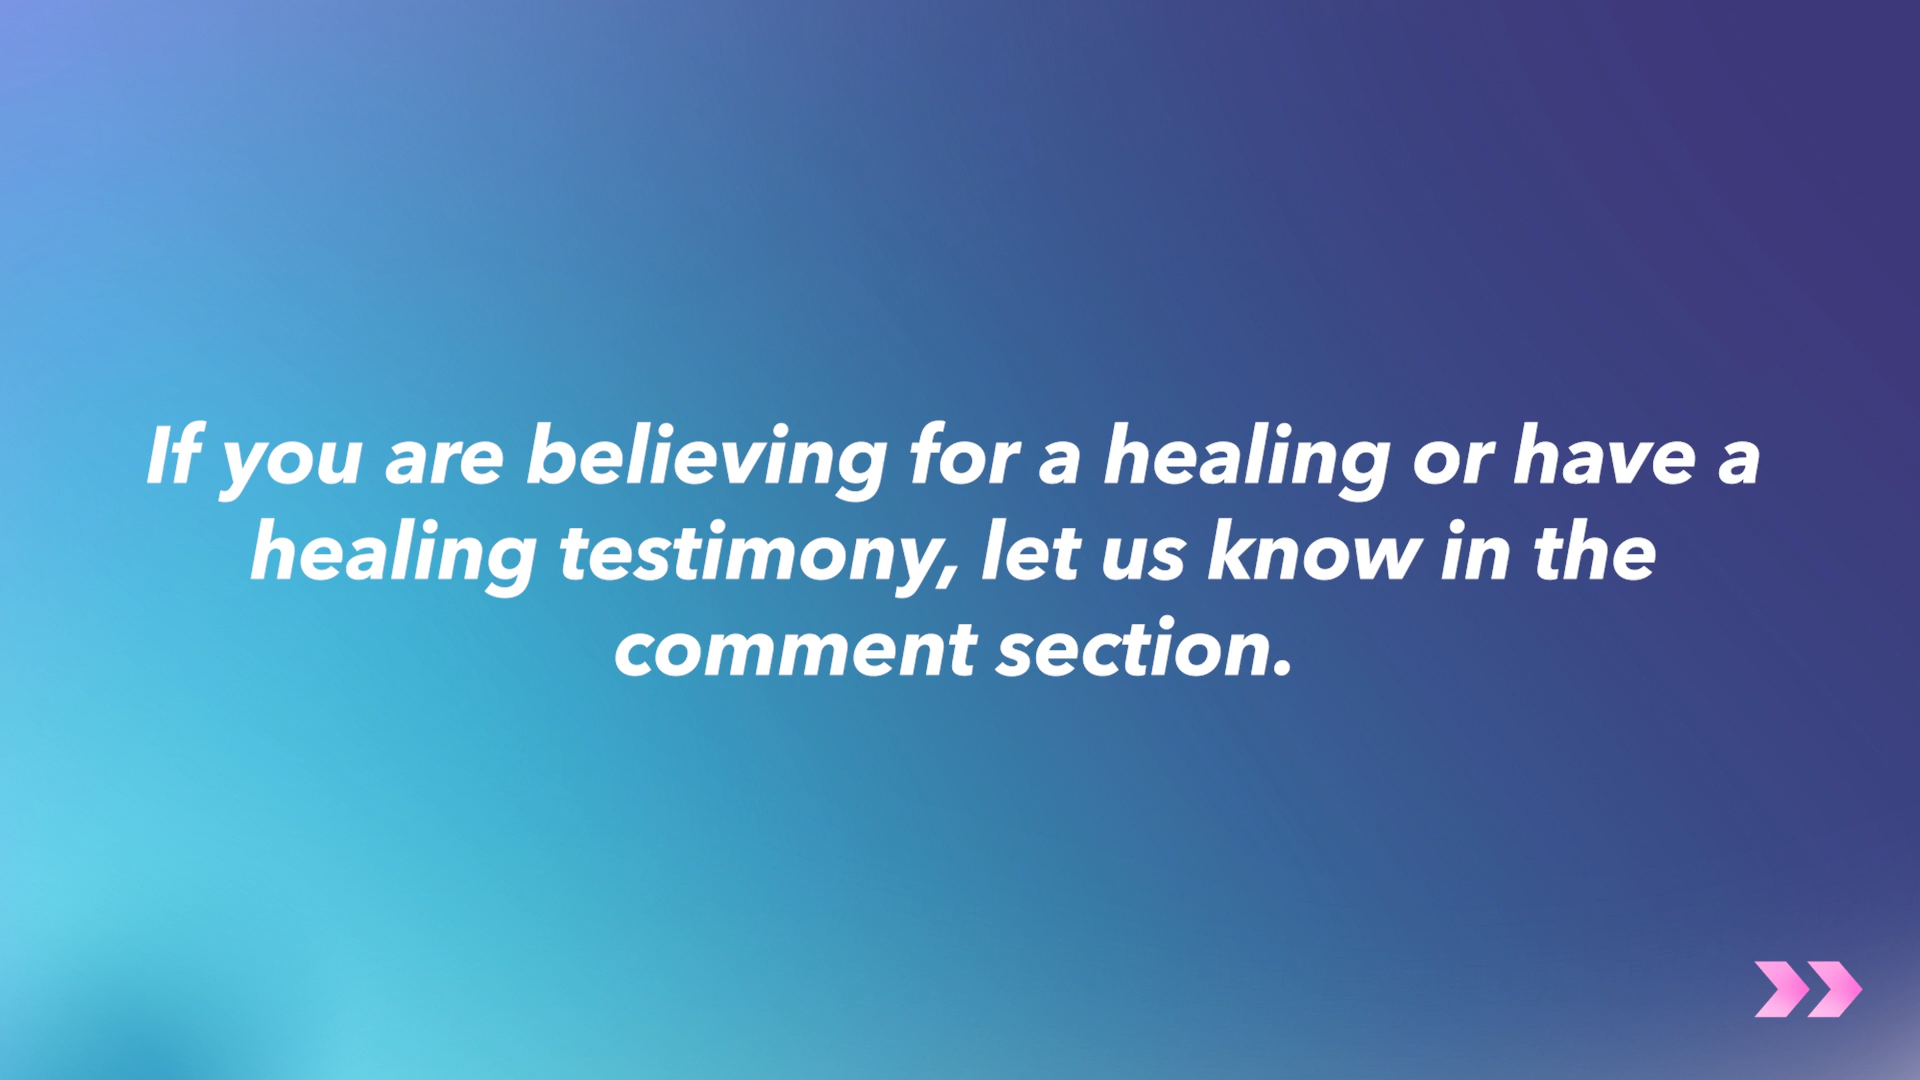 If you are believing for a healing or have a
healing testimony, let us know in the
comment section.